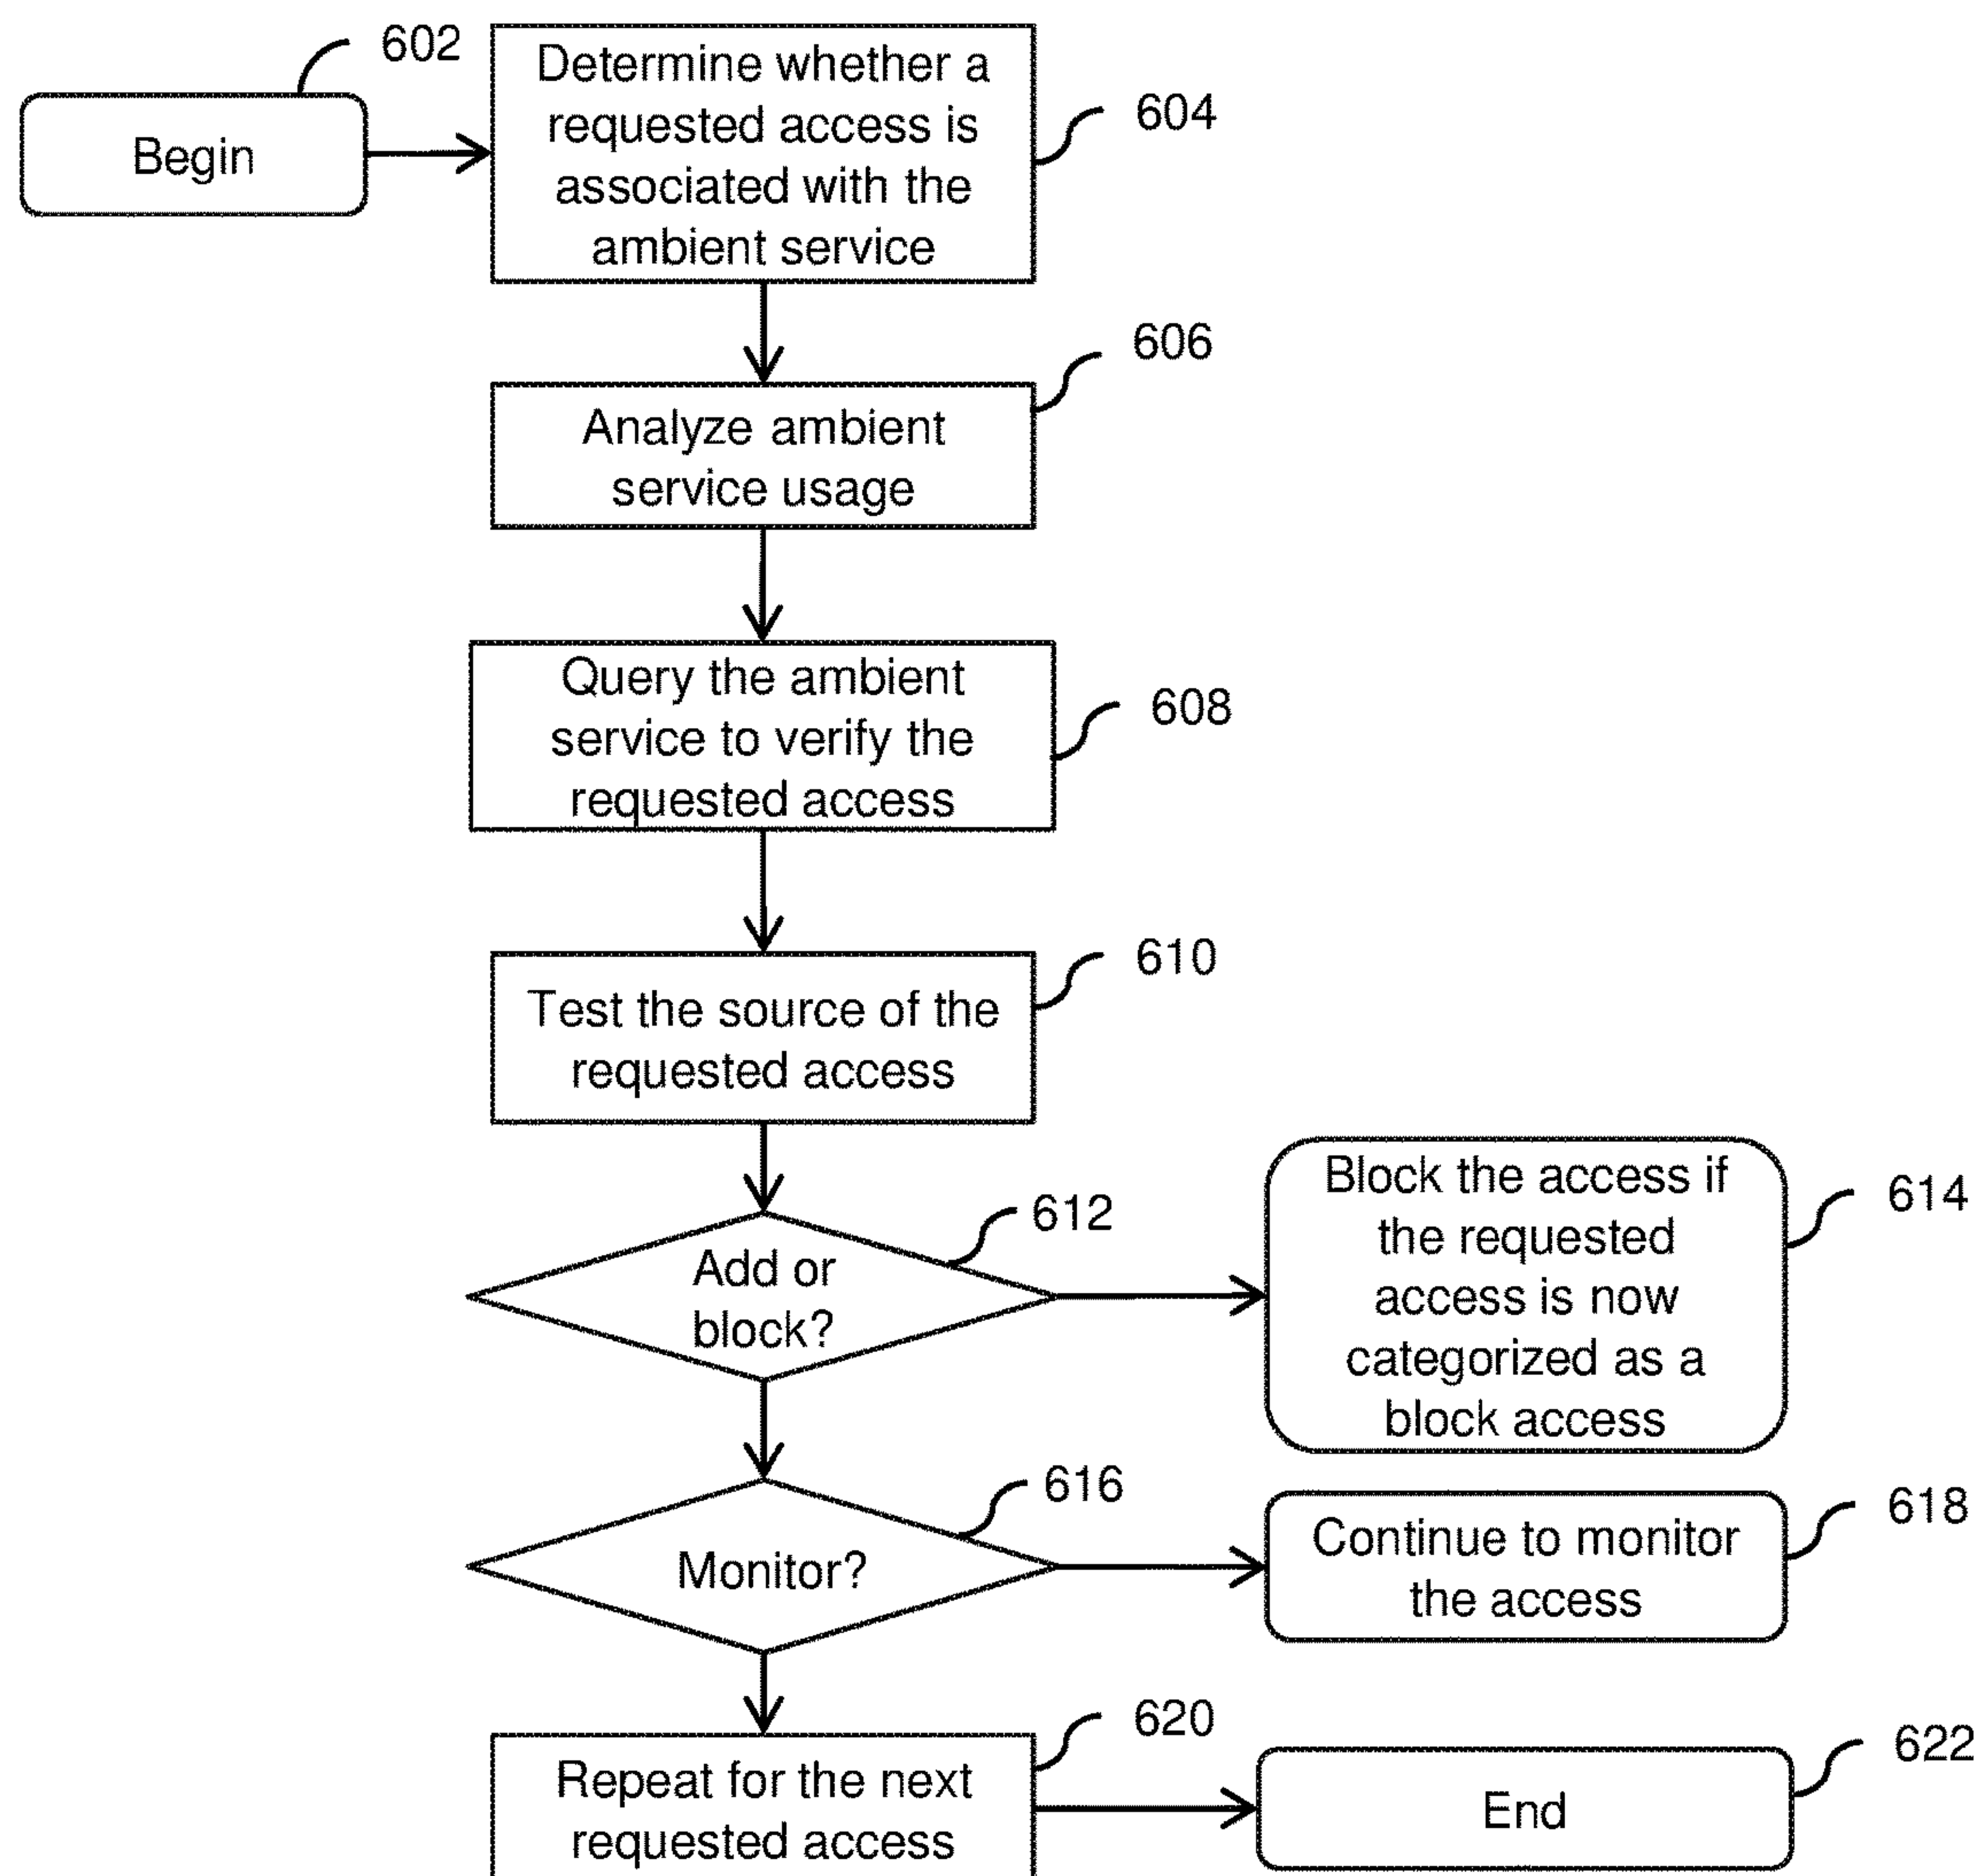 602
Begin
Determine whether a
requested access is
associated with the
ambient service
604
606
Analyze ambient
service usage
Query the ambient
service to verify the
requested access
608
610
Test the source of the
requested access
612
Add or
block?
Block the access if
the requested
access is now
categorized as a
block access
614
616
Monitor?
Continue to monitor
the access
618
620
Repeat for the next
requested access
End
622